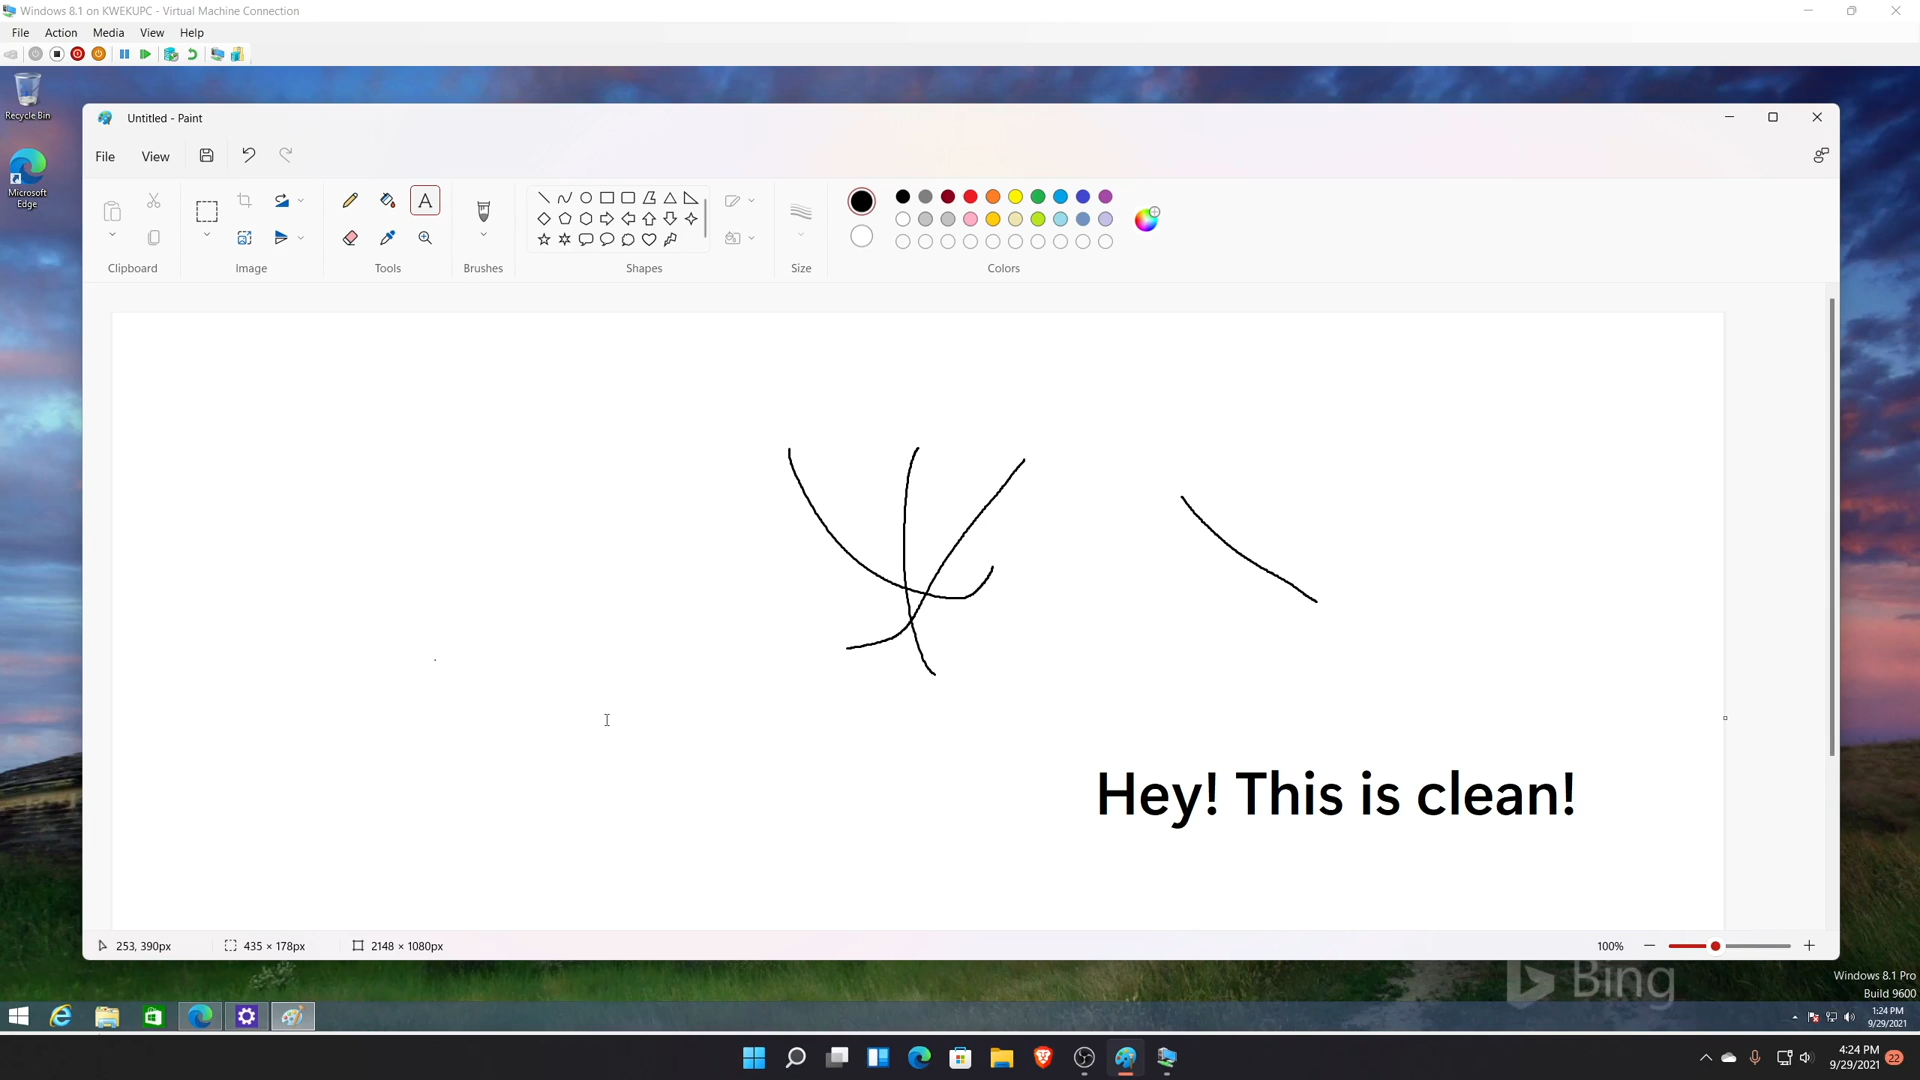 Windows 8.1 on KWEKUPC - Virtual Machine Connection
File Action Media View Help
Recycle Bin
Microsoft
Edge
Untitled - Paint
File View
Clipboard Image Tools Brushes Shapes Size Colors
A
Hey! This is clean!
253, 390px 435 × 178px 2148 × 1080px 100%
Bing
Windows 8.1 Pro
Build 9600
1:24 PM
9/29/2021
4:24 PM
9/29/2021
22